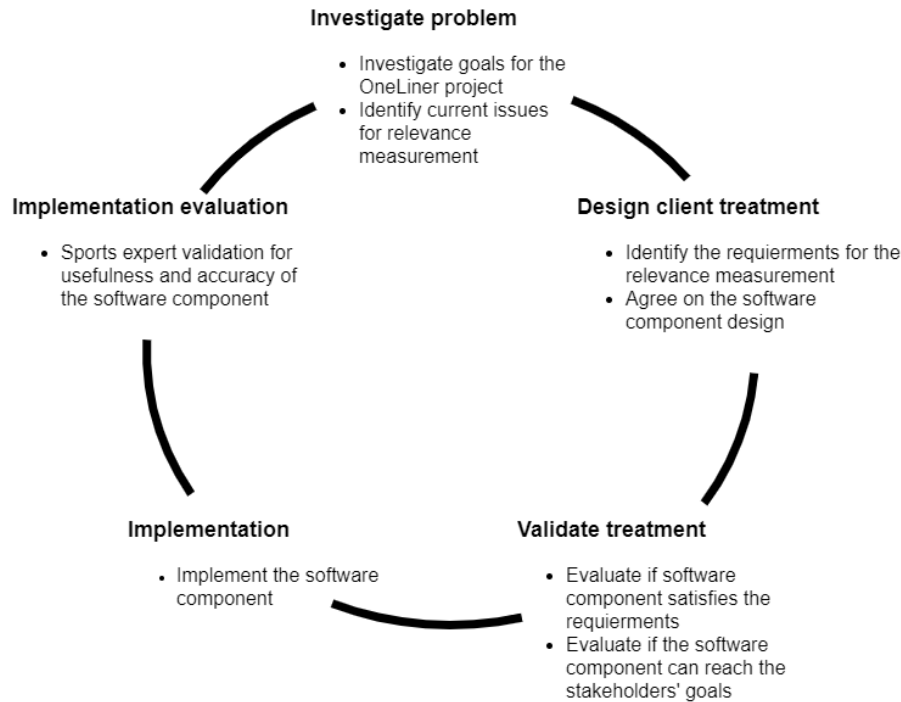 Investigate problem
• Investigate goals for the
OneLiner project
• Identify current issues
for relevance
measurement
Design client treatment
• Identify the requierments for the
relevance measurement
• Agree on the software
component design
Validate treatment
• Evaluate if software
component satisfies the
requierments
• Evaluate if the software
component can reach the
stakeholders' goals
Implementation
• Implement the software
component
Implementation evaluation
• Sports expert validation for
usefulness and accuracy of
the software component